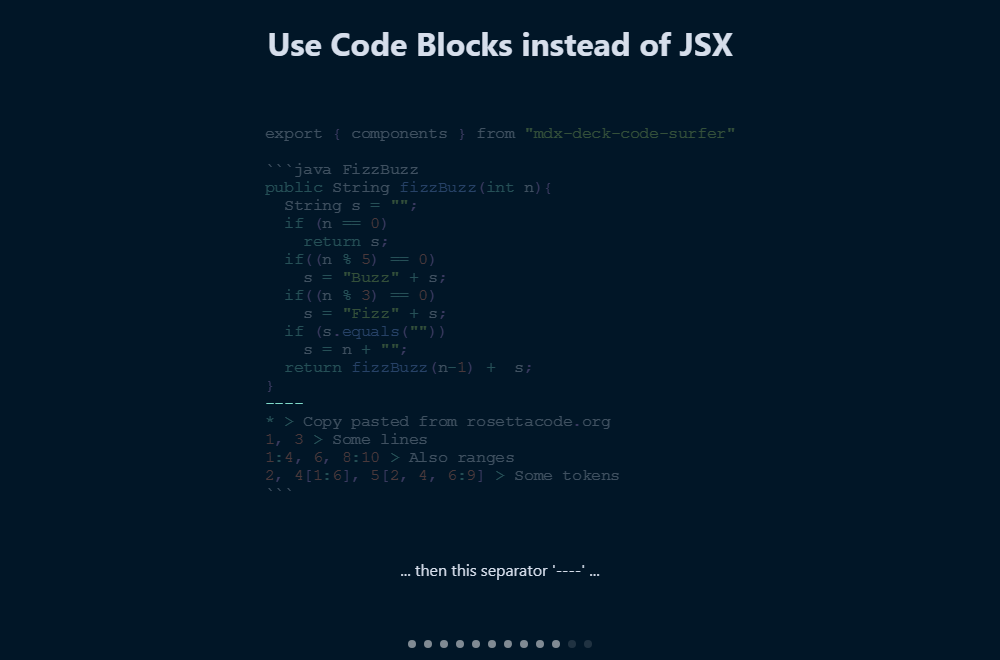 Use Code Blocks instead of JSX
export { components } from "mdx-deck-code-surfer"
```java FizzBuzz
public String fizzBuzz(int n){
  String s = "";
  if (n == 0)
    return s;
  if((n % 5) == 0)
    s = "Buzz" + s;
  if((n % 3) == 0)
    s = "Fizz" + s;
  if (s.equals(""))
    s = n + "";
  return fizzBuzz(n-1) +  s;
}
----
* > Copy pasted from rosettacode.org
1, 3 > Some lines
1:4, 6, 8:10 > Also ranges
2, 4[1:6], 5[2, 4, 6:9] > Some tokens
```
... then this separator '----' ...